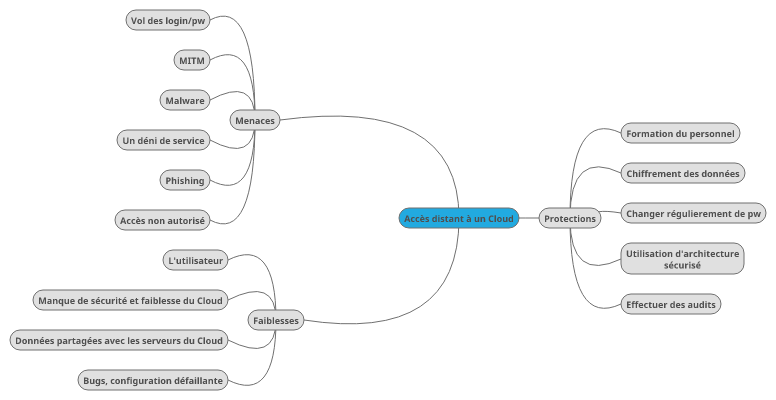 Vol des login/pw
MITM
Malware
Menaces
Un déni de service
Phishing
Accès non autorisé
L'utilisateur
Manque de sécurité et faiblesse du Cloud
Faiblesses
Données partagées avec les serveurs du Cloud
Bugs, configuration défaillante
Accès distant à un Cloud
Protections
Formation du personnel
Chiffrement des données
Changer régulierement de pw
Utilisation d'architecture
sécurisé
Effectuer des audits